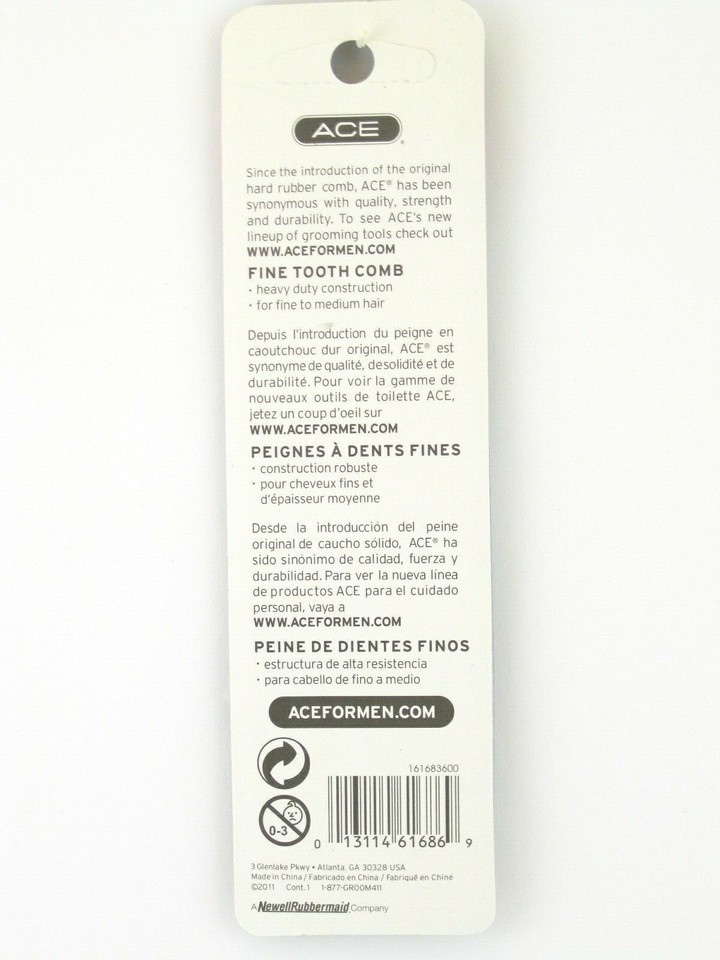 ACE
Since the introduction of the original
hard rubber comb, ACE® has been
synonymous with quality, strength
and durability. To see ACE's new
lineup of grooming tools check out
WWW.ACEFORMEN.COM
FINE TOOTH COMB
· heavy duty construction
· for fine to medium hair
Depuis l'introduction du peigne en
caoutchouc dur original, ACE® est
synonyme de qualité, de solidité et de
durabilité. Pour voir la gamme de
nouveaux outils de toilette ACE,
jetez un coup d'oeil sur
WWW.ACEFORMEN.COM
PEIGNES À DENTS FINES
· construction robuste
· pour cheveux fins et
d'épaisseur moyenne
Desde la introducción del peine
original de caucho sólido, ACE® ha
sido sinónimo de calidad, fuerza y
durabilidad. Para ver la nueva línea
de productos ACE para el cuidado
personal, vaya a
WWW.ACEFORMEN.COM
PEINE DE DIENTES FINOS
· estructura de alta resistencia
· para cabello de fino a medio
ACEFORMEN.COM
161683600
0-3
0 13114 61686 9
3 Glenlake Pkwy • Atlanta, GA 30328 USA
Made in China / Fabricado en China / Fabriqué en Chine
©2011 Cont. 1 1-877-GROOM411
A NewellRubbermaid Company